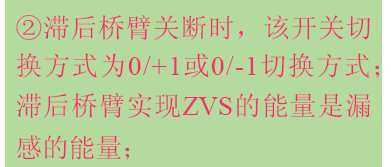 ②滞后桥臂关断时，该开关切
换方式为0/+1或0/-1切换方式；
滞后桥臂实现ZVS的能量是漏
感的能量；